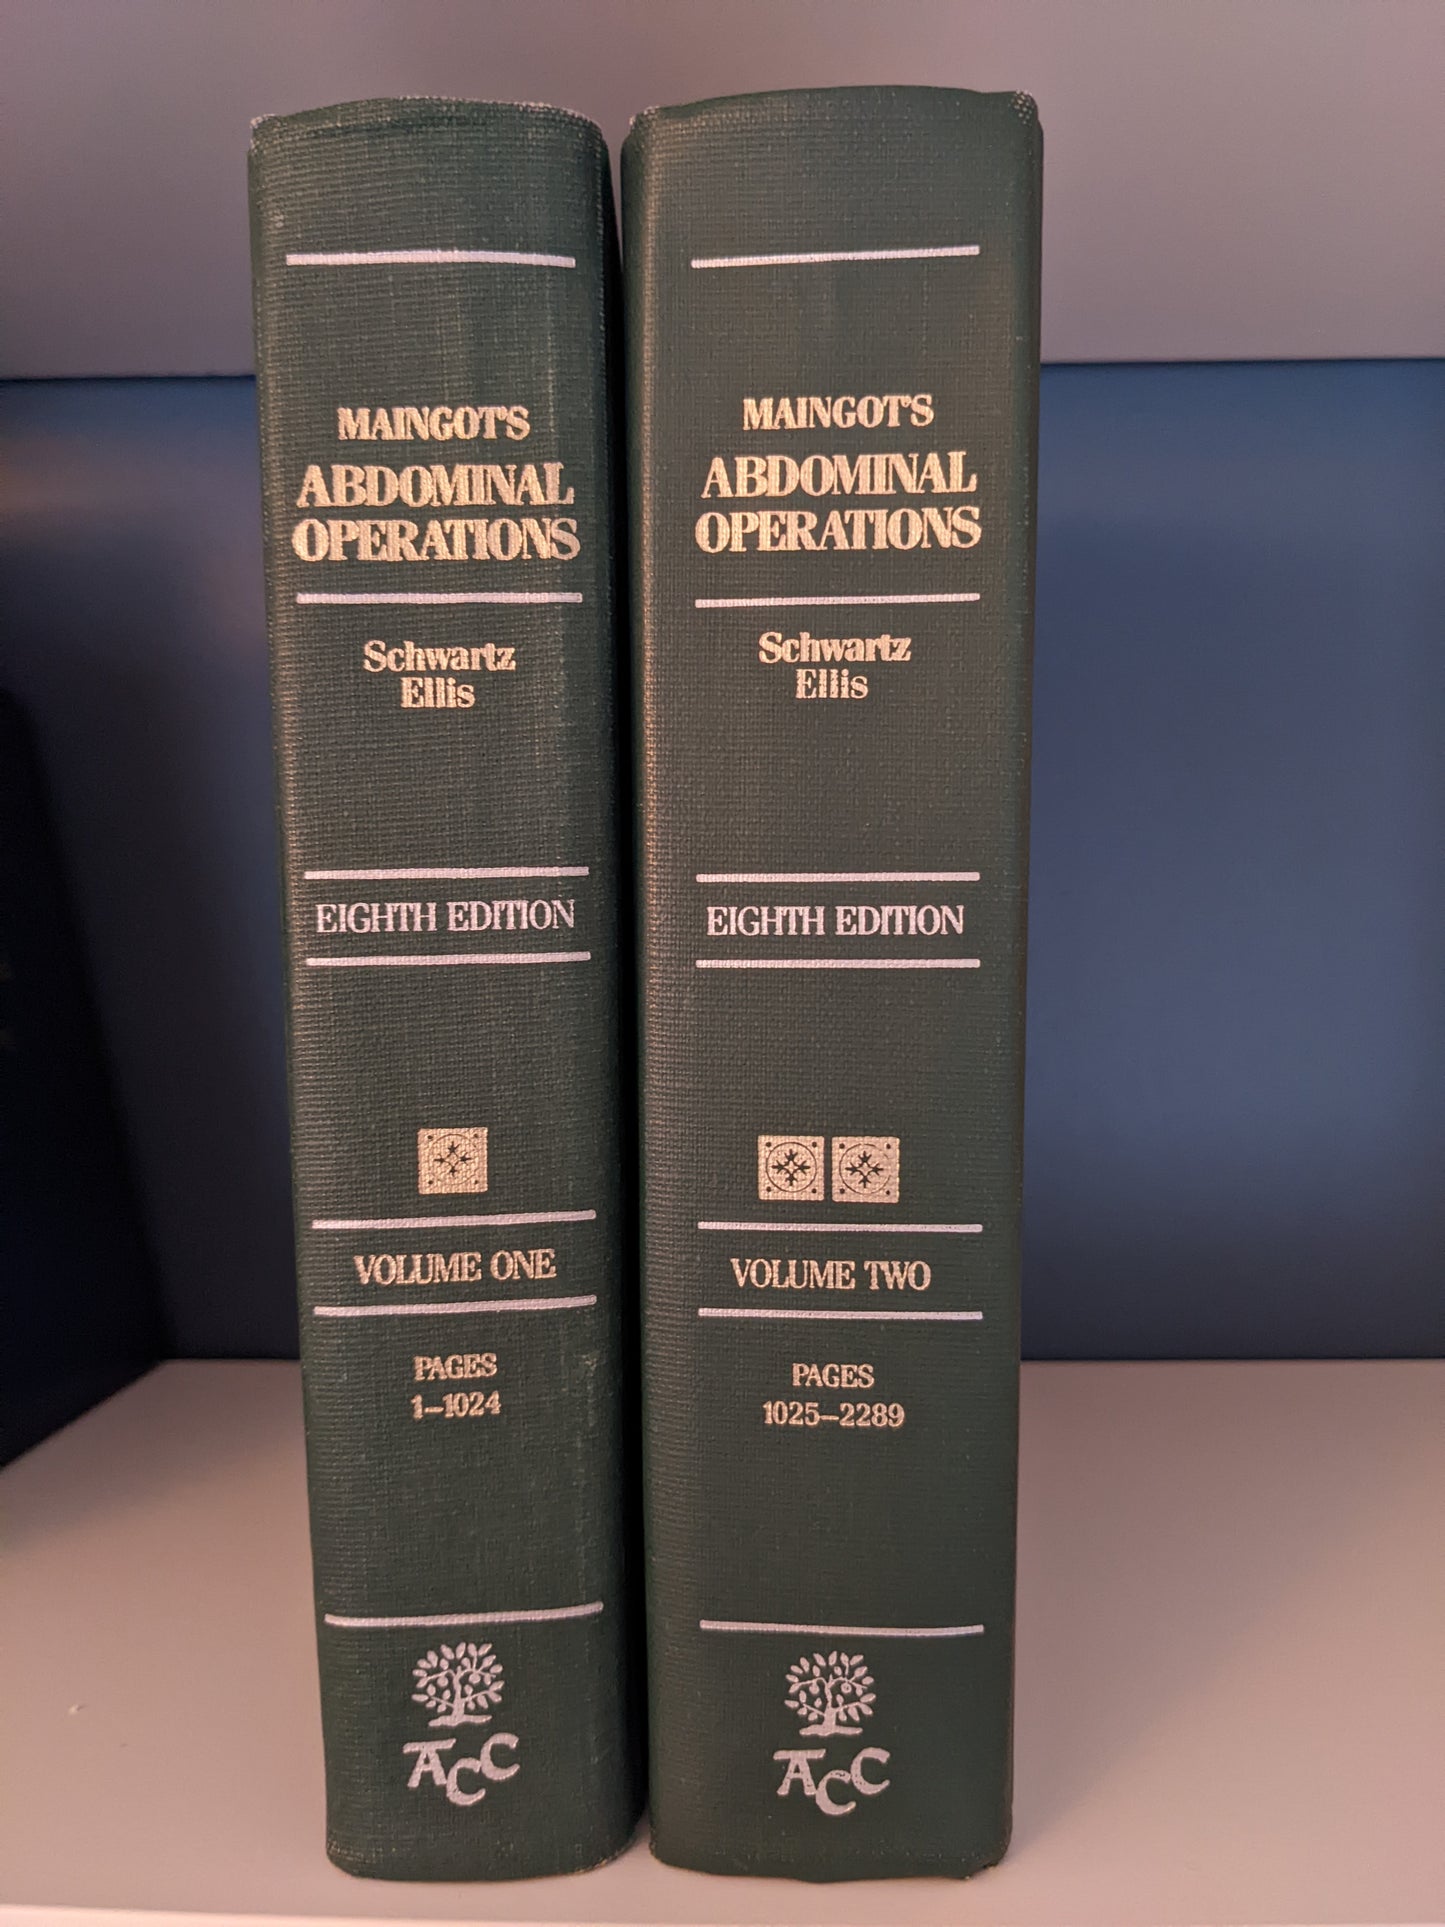 MAINGOT'S
ABDOMINAL
OPERATIONS
Schwartz
Ellis
EIGHTH EDITION
VOLUME ONE
PAGES
1–1024
ACC
MAINGOT'S
ABDOMINAL
OPERATIONS
Schwartz
Ellis
EIGHTH EDITION
VOLUME TWO
PAGES
1025–2289
ACC